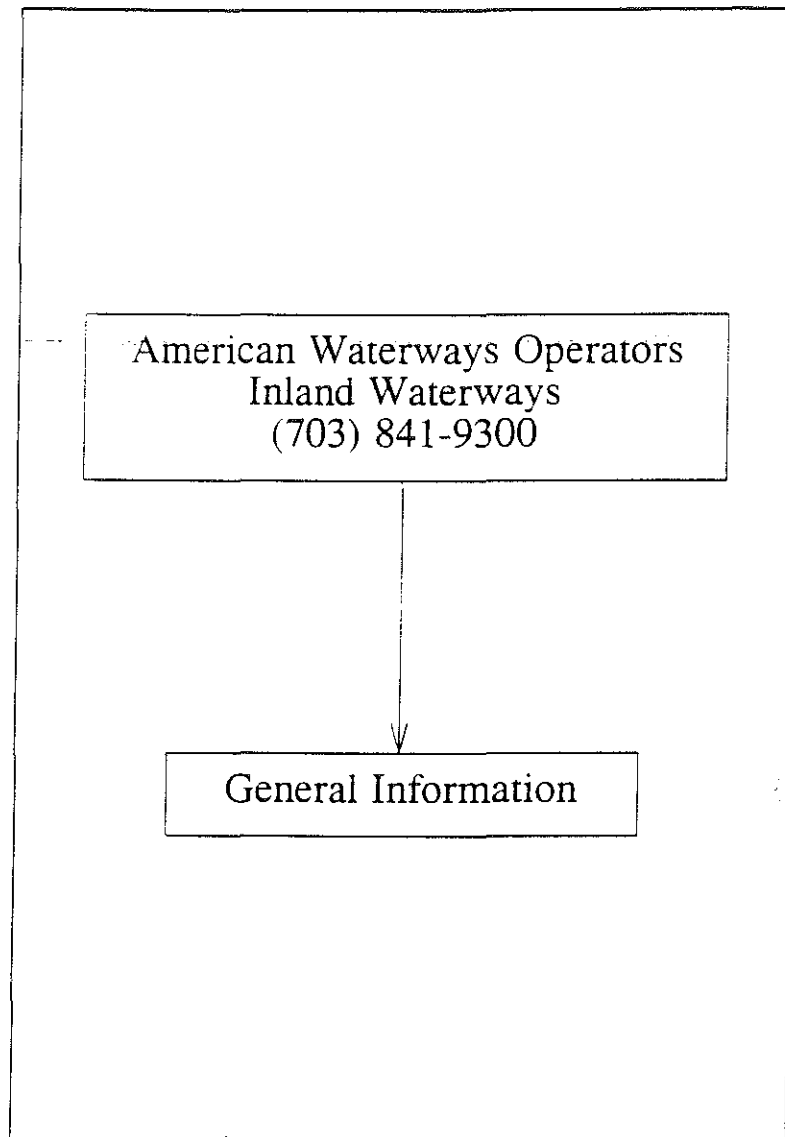 American Waterways Operators
Inland Waterways
(703) 841-9300
General Information